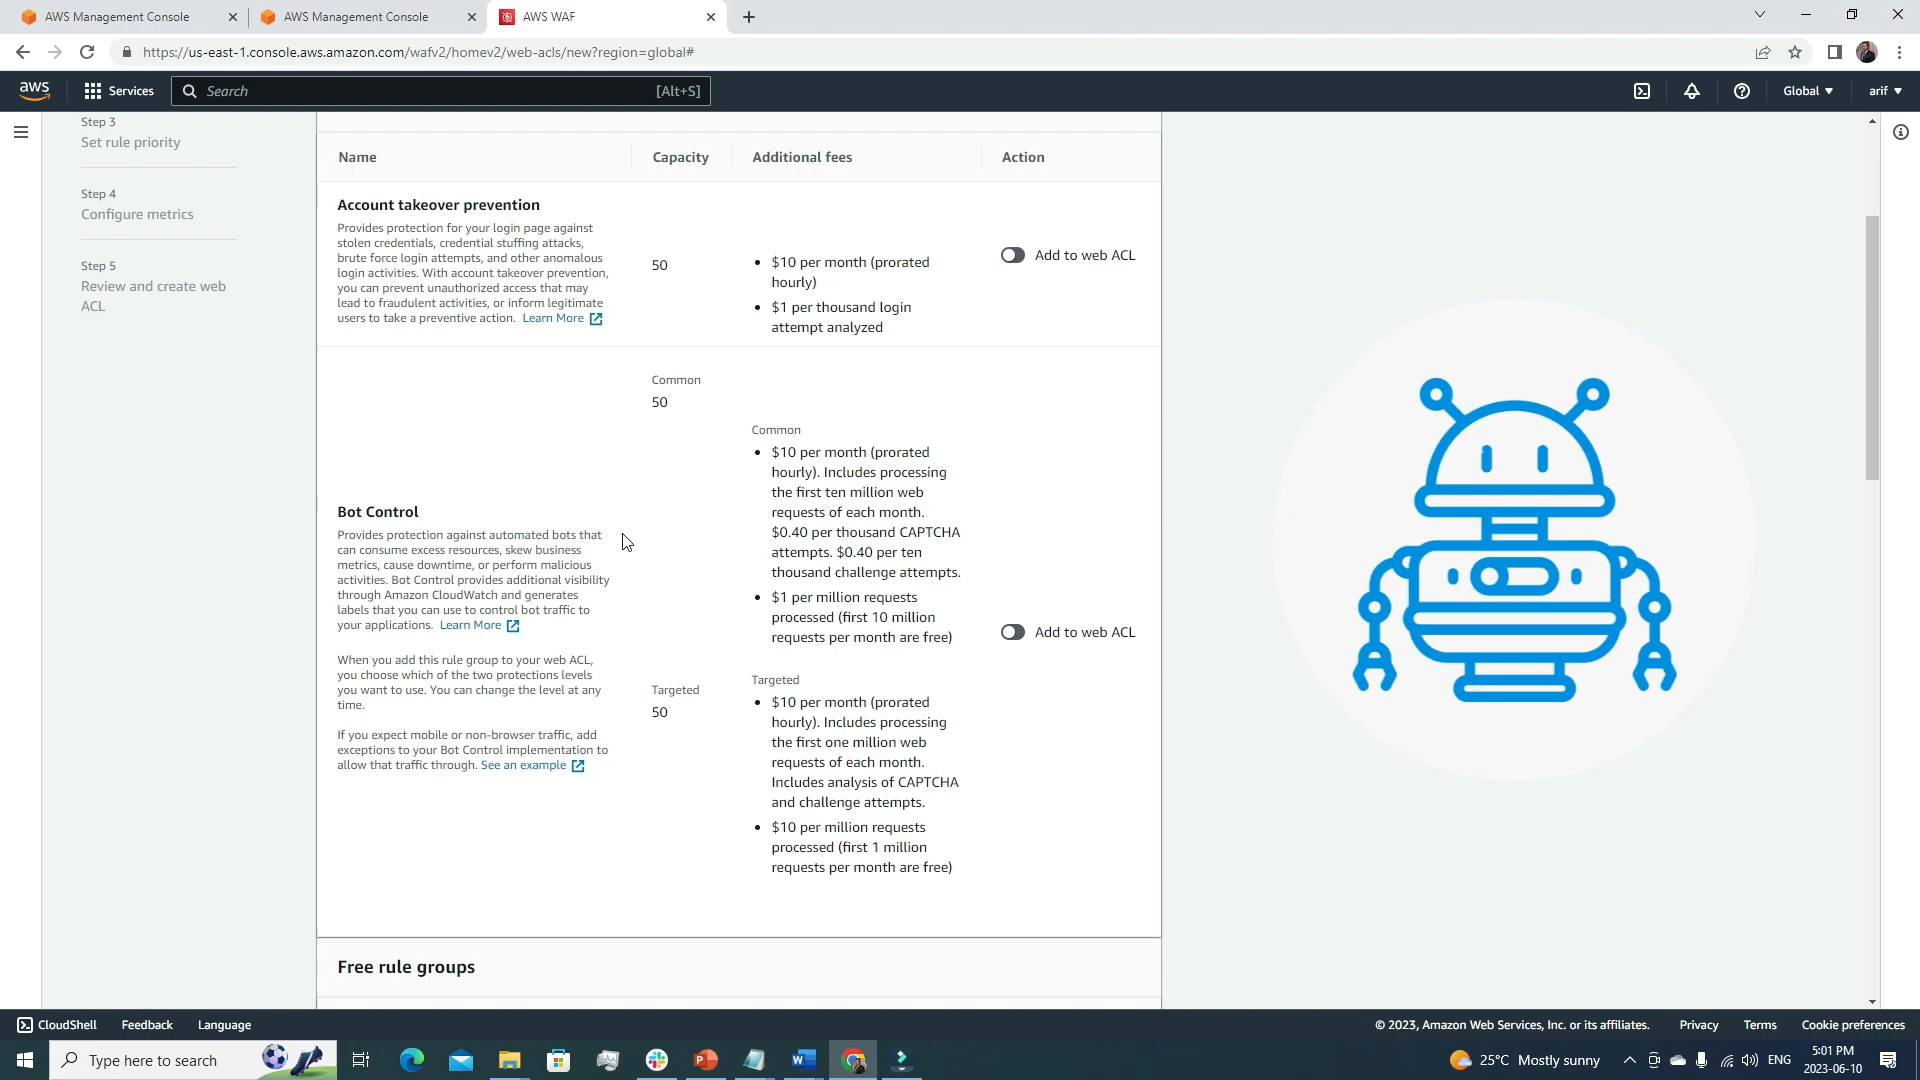 AWS Management Console
AWS Management Console
AWS WAF
https://us-east-1.console.aws.amazon.com/wafv2/homev2/web-acls/new?region=global#
aws
Services
Search
[Alt+S]
Global
arif
Step 3
Set rule priority
Step 4
Configure metrics
Step 5
Review and create web
ACL
Name
Capacity
Additional fees
Action
Account takeover prevention
Provides protection for your login page against
stolen credentials, credential stuffing attacks,
brute force login attempts, and other anomalous
login activities. With account takeover prevention,
you can prevent unauthorized access that may
lead to fraudulent activities, or inform legitimate
users to take a preventive action. Learn More
50
• $10 per month (prorated
hourly)
• $1 per thousand login
attempt analyzed
Add to web ACL
Bot Control
Provides protection against automated bots that
can consume excess resources, skew business
metrics, cause downtime, or perform malicious
activities. Bot Control provides additional visibility
through Amazon CloudWatch and generates
labels that you can use to control bot traffic to
your applications. Learn More
When you add this rule group to your web ACL,
you choose which of the two protections levels
you want to use. You can change the level at any
time.
If you expect mobile or non-browser traffic, add
exceptions to your Bot Control implementation to
allow that traffic through. See an example
Common
50
Targeted
50
Common
• $10 per month (prorated
hourly). Includes processing
the first ten million web
requests of each month.
$0.40 per thousand CAPTCHA
attempts. $0.40 per ten
thousand challenge attempts.
• $1 per million requests
processed (first 10 million
requests per month are free)
Targeted
• $10 per month (prorated
hourly). Includes processing
the first one million web
requests of each month.
Includes analysis of CAPTCHA
and challenge attempts.
• $10 per million requests
processed (first 1 million
requests per month are free)
Add to web ACL
Free rule groups
CloudShell
Feedback
Language
© 2023, Amazon Web Services, Inc. or its affiliates.
Privacy
Terms
Cookie preferences
Type here to search
25°C Mostly sunny
ENG
5:01 PM
2023-06-10